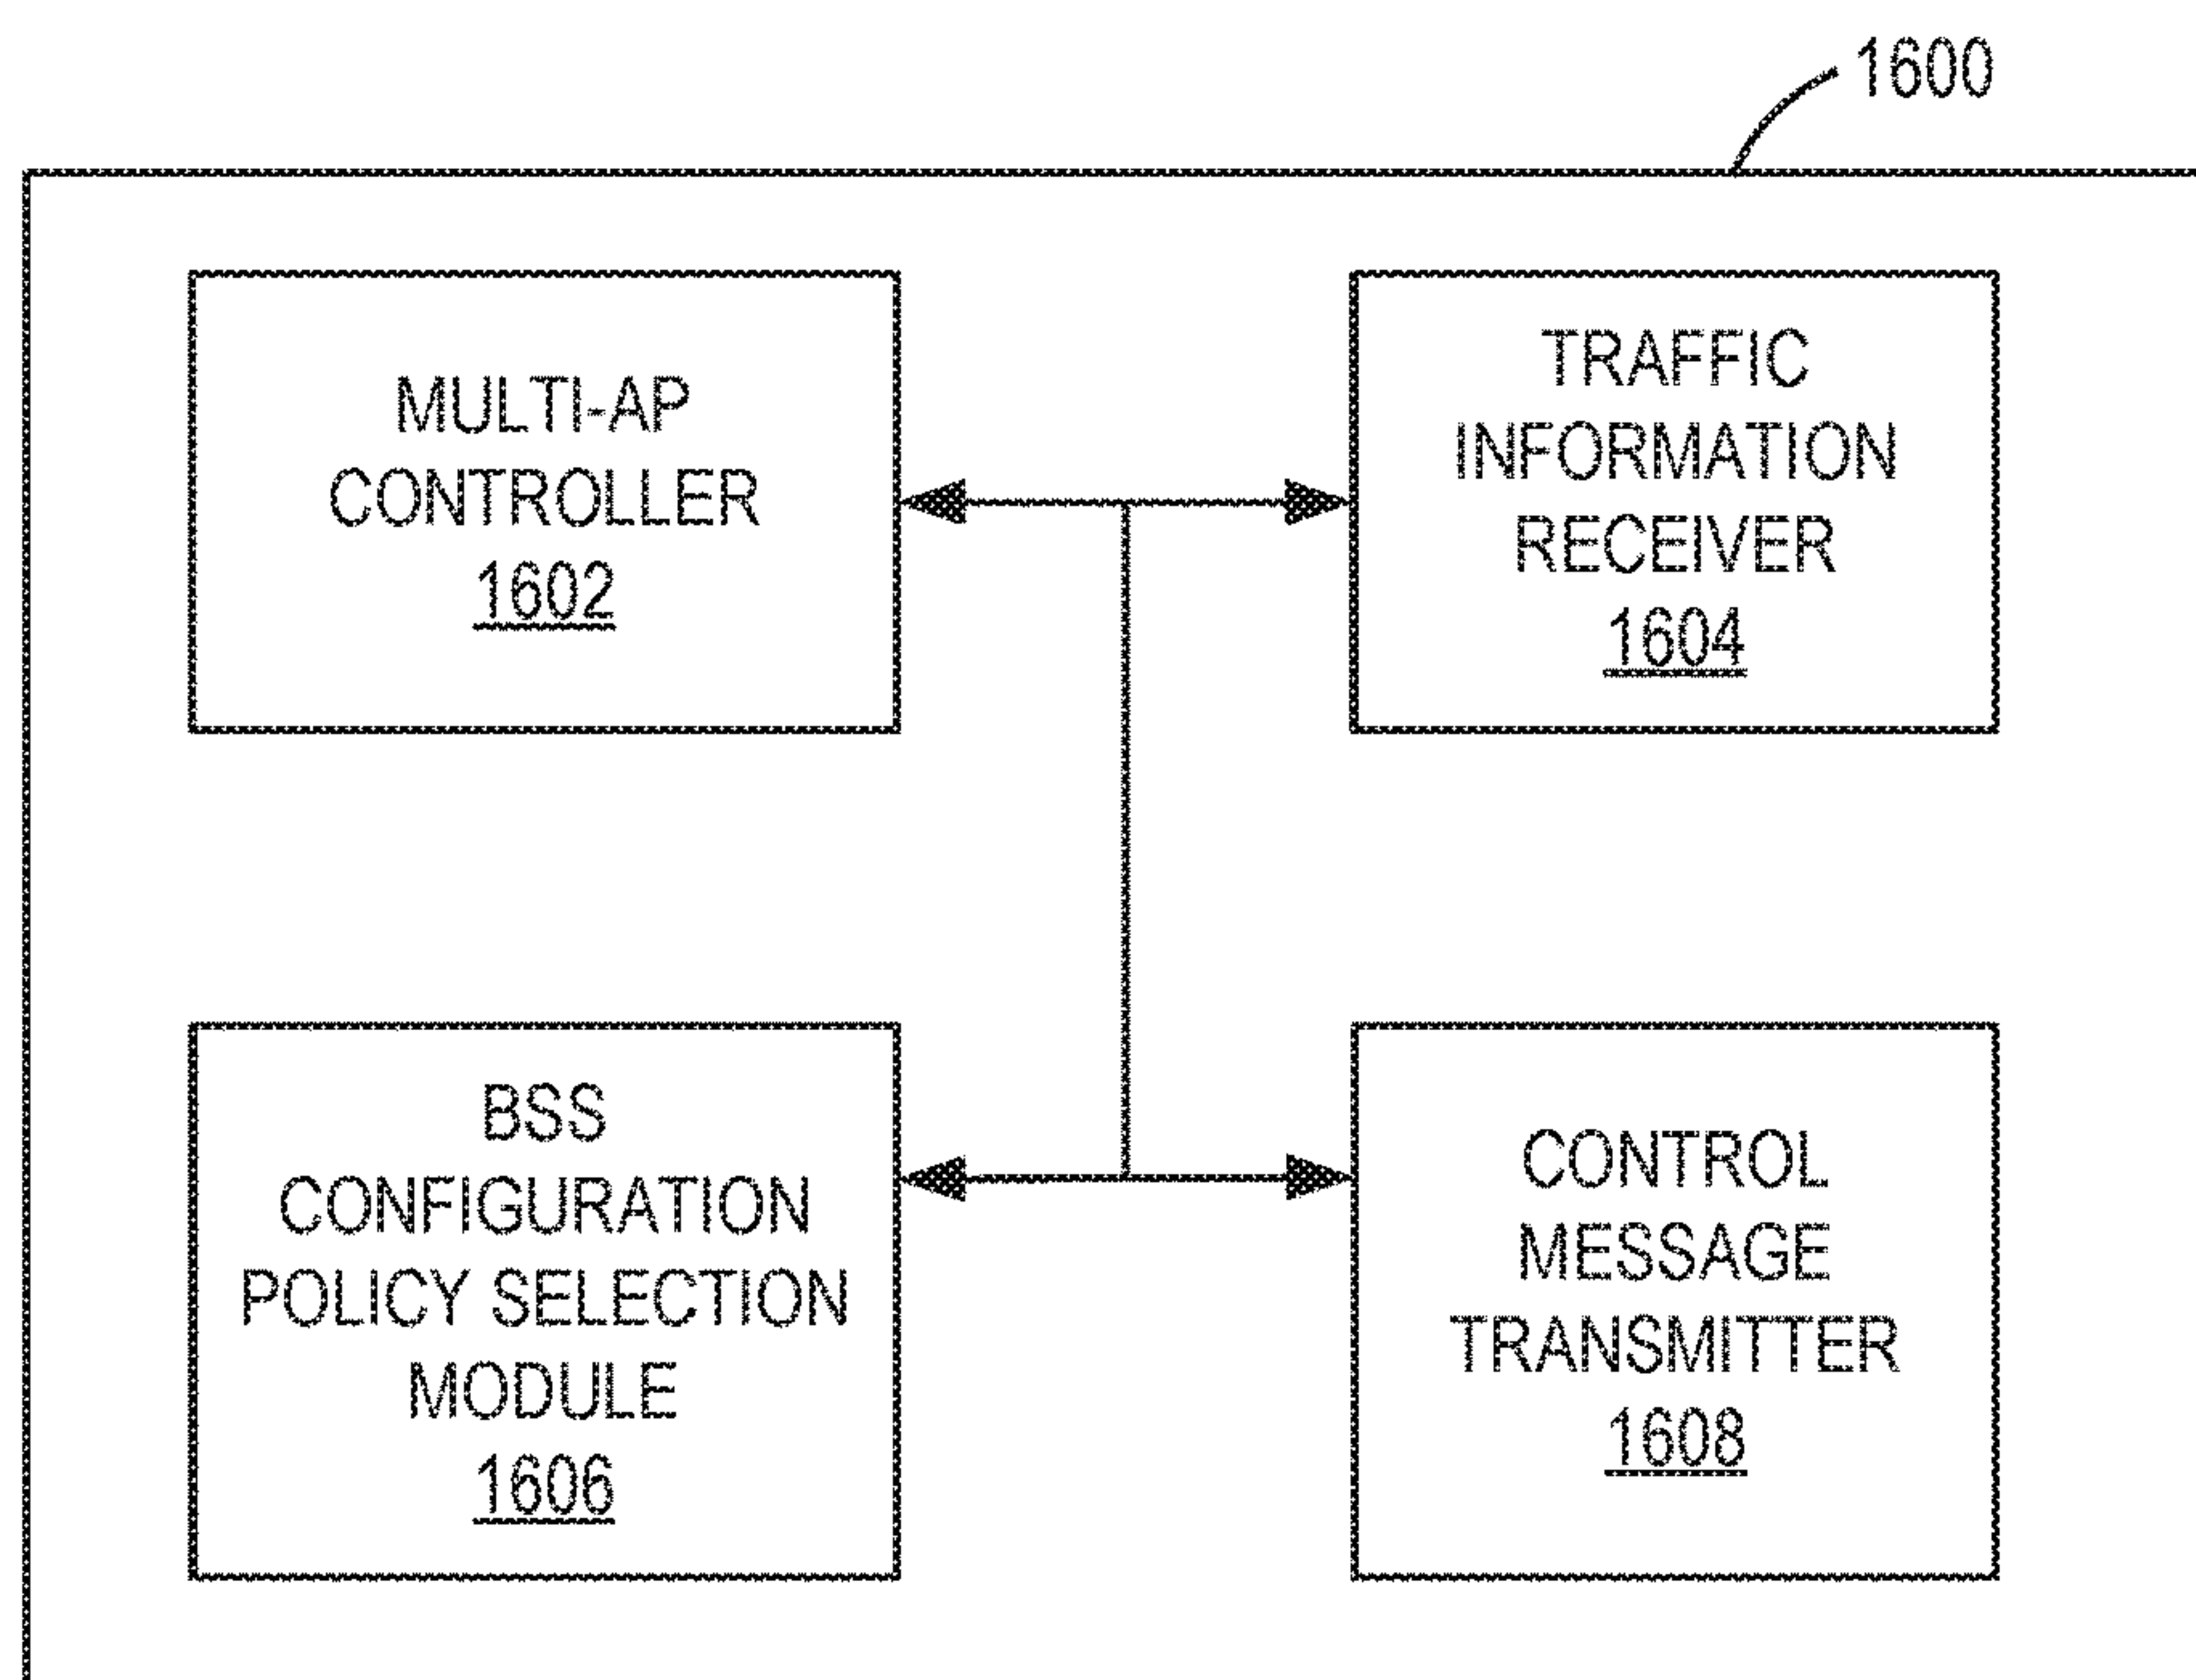 1600
MULTI-AP
CONTROLLER
1602
TRAFFIC
INFORMATION
RECEIVER
1604
BSS
CONFIGURATION
POLICY SELECTION
MODULE
1606
CONTROL
MESSAGE
TRANSMITTER
1608